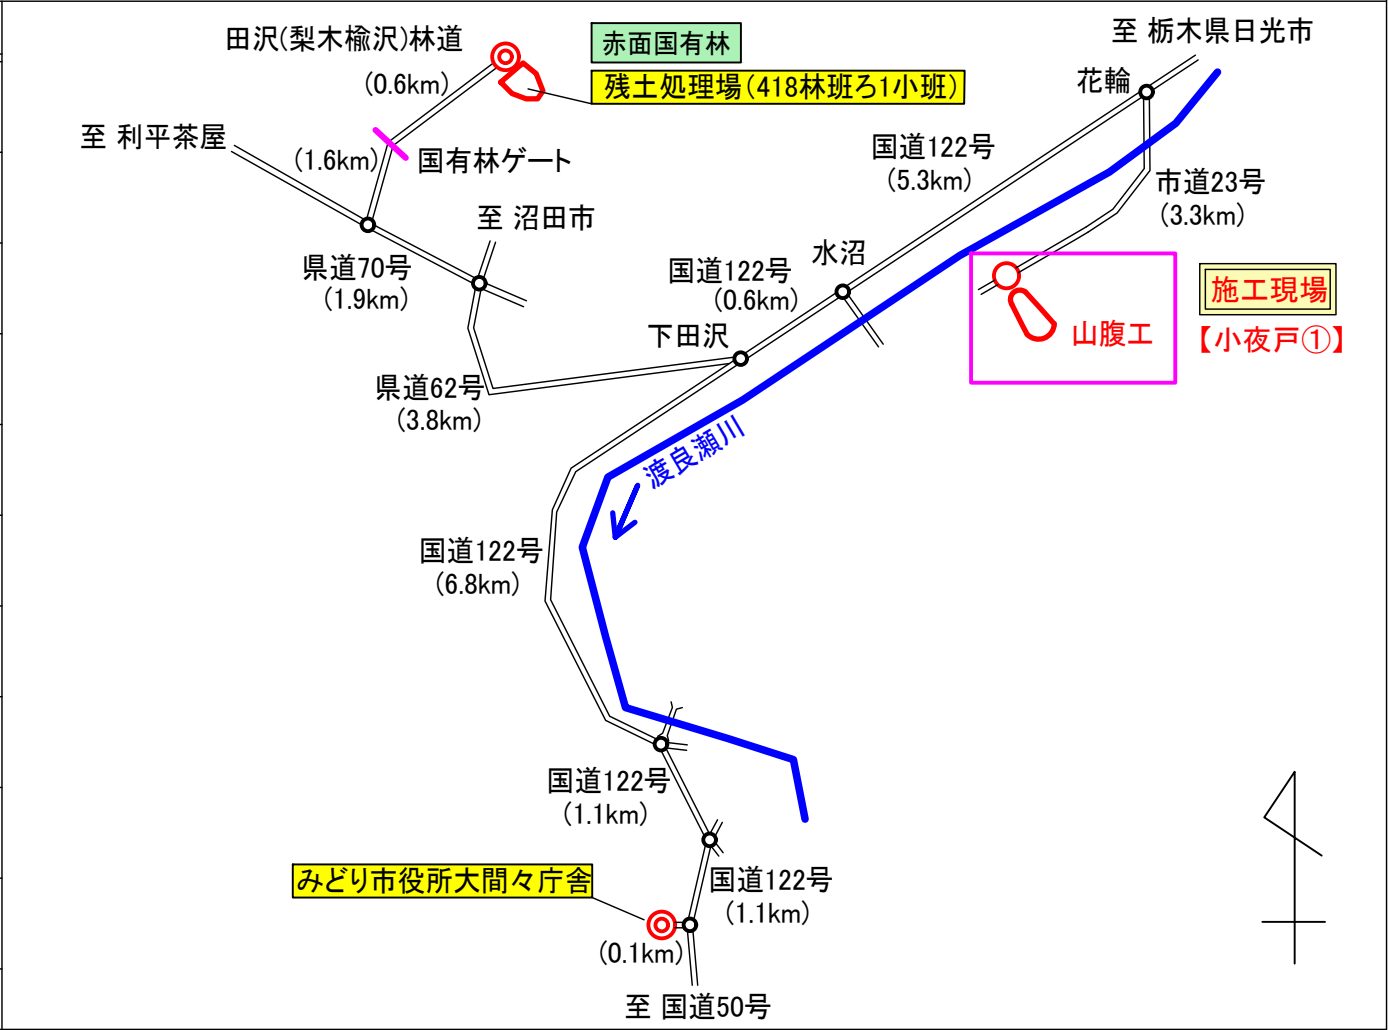 田沢(梨木楡沢)林道
(0.6km)
赤面国有林
残土処理場(418林班ろ1小班)
至 栃木県日光市
花輪
至 利平茶屋
(1.6km)
国有林ゲート
国道122号
(5.3km)
市道23号
(3.3km)
至 沼田市
県道70号
(1.9km)
国道122号
(0.6km)
水沼
施工現場
【小夜戸①】
山腹工
下田沢
県道62号
(3.8km)
渡良瀬川
国道122号
(6.8km)
国道122号
(1.1km)
みどり市役所大間々庁舎
国道122号
(1.1km)
(0.1km)
至 国道50号